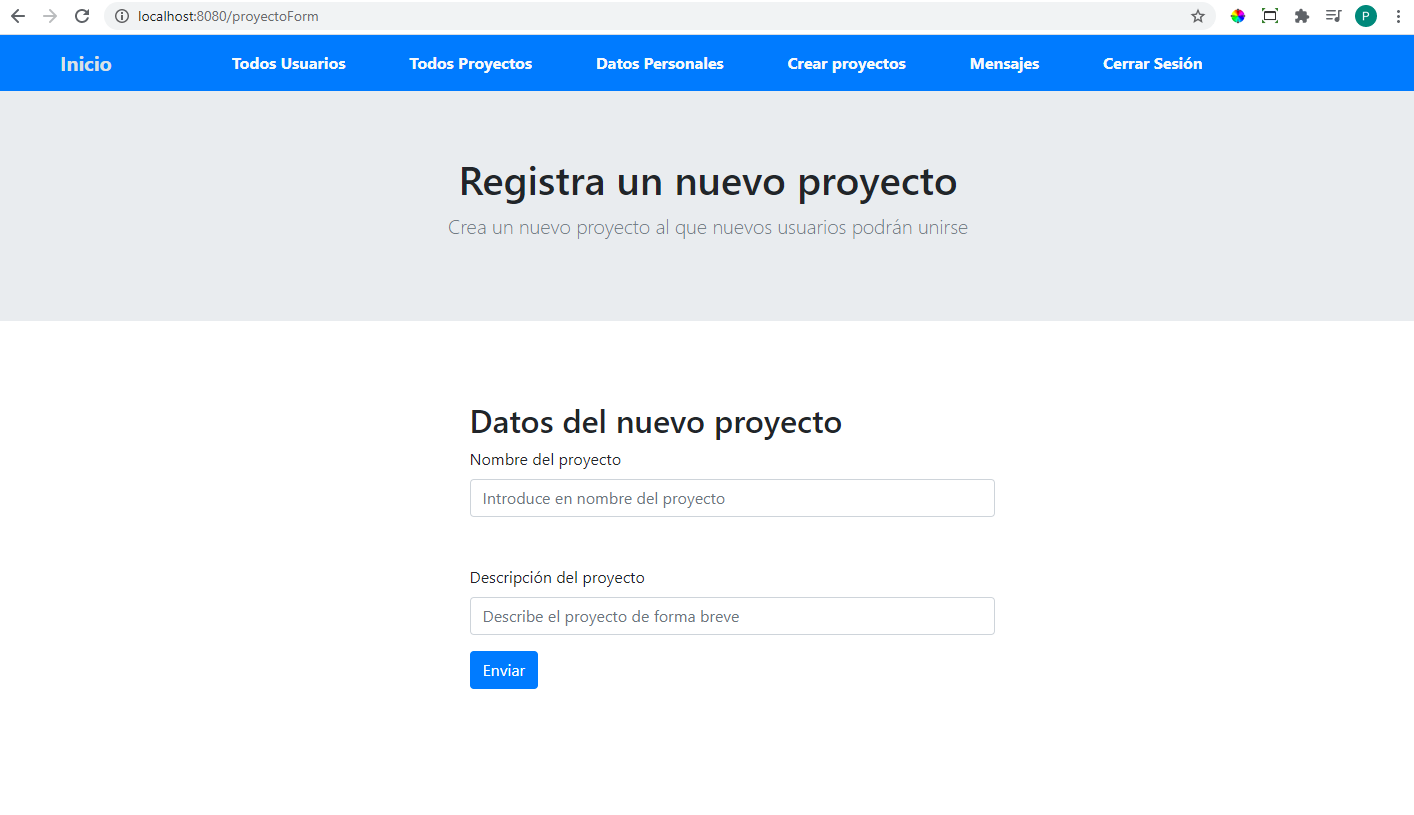 localhost:8080/proyectoForm
P
Inicio Todos Usuarios Todos Proyectos Datos Personales Crear proyectos Mensajes Cerrar Sesión
Registra un nuevo proyecto
Crea un nuevo proyecto al que nuevos usuarios podrán unirse
Datos del nuevo proyecto
Nombre del proyecto
Introduce en nombre del proyecto
Descripción del proyecto
Describe el proyecto de forma breve
Enviar